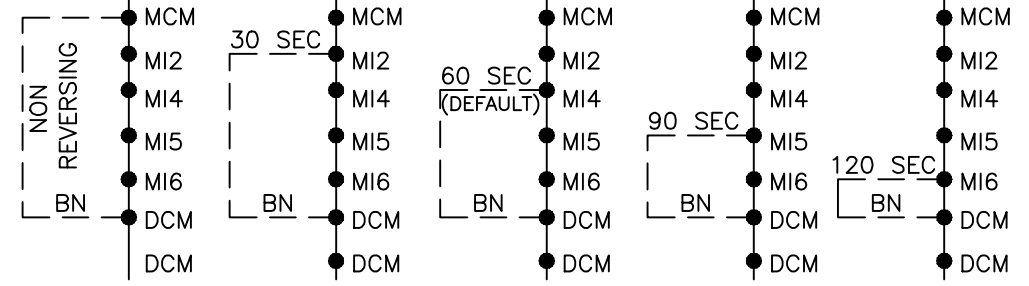 MCM
MI2
MI4
MI5
MI6
DCM
DCM
NON
REVERSING
BN
MCM
30 SEC
MI2
MI4
MI5
MI6
BN
DCM
DCM
MCM
MI2
60 SEC
(DEFAULT)
MI4
MI5
MI6
BN
DCM
DCM
MCM
MI2
MI4
90 SEC
MI5
MI6
BN
DCM
DCM
MCM
MI2
MI4
MI5
120 SEC
MI6
BN
DCM
DCM